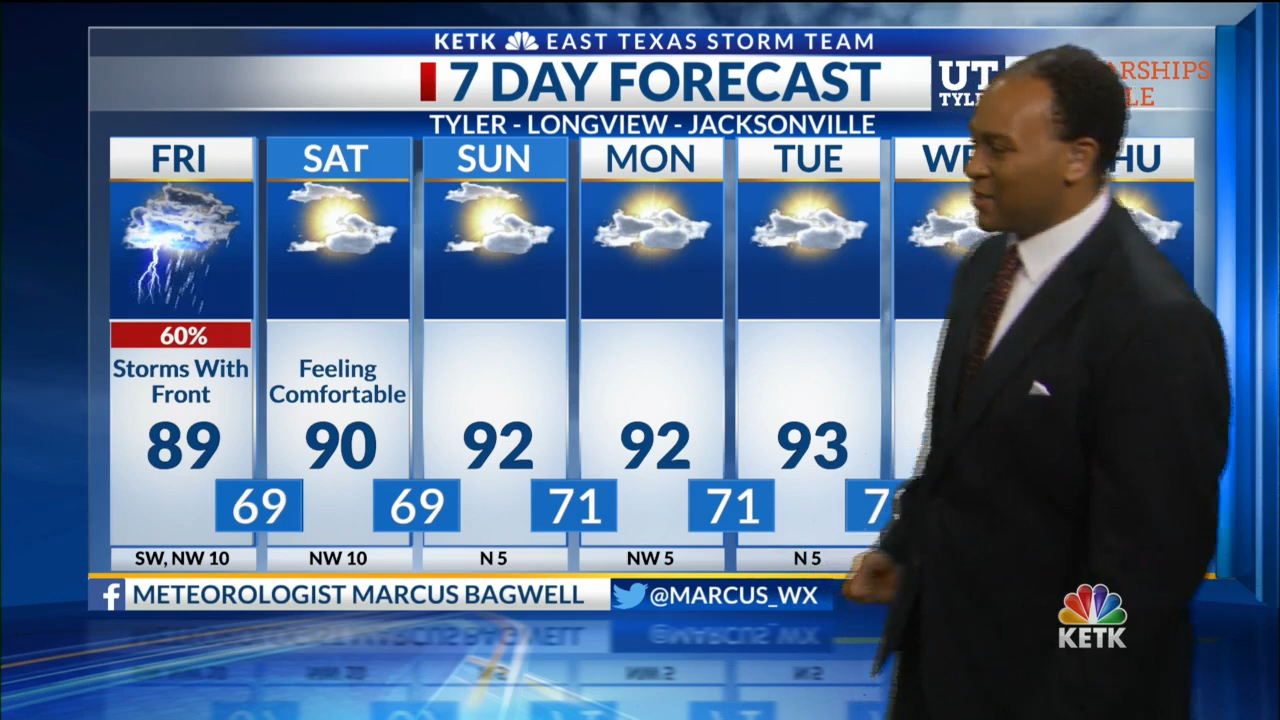 KETK EAST TEXAS STORM TEAM
7 DAY FORECAST
UT
TYLER - LONGVIEW - JACKSONVILLE
FRI SAT SUN MON TUE
60%
Storms With Front
Feeling Comfortable
89 90 92 92 93
69 69 71 71
SW, NW 10 NW 10 N 5 NW 5 N 5
METEOROLOGIST MARCUS BAGWELL @MARCUS_WX
KETK